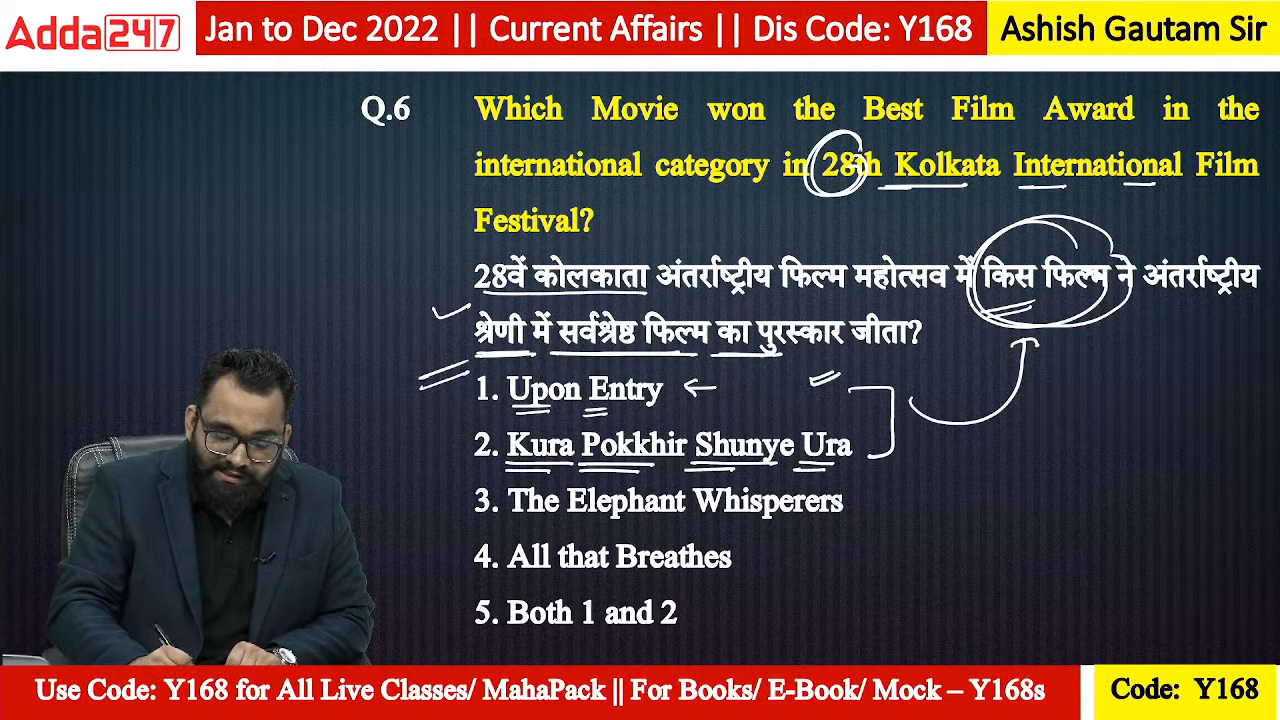 Adda247 Jan to Dec 2022 || Current Affairs || Dis Code: Y168 Ashish Gautam Sir
Q.6 Which Movie won the Best Film Award in the
international category in 28th Kolkata International Film
Festival?
28वें कोलकाता अंतर्राष्ट्रीय फिल्म महोत्सव में किस फिल्म ने अंतर्राष्ट्रीय
श्रेणी में सर्वश्रेष्ठ फिल्म का पुरस्कार जीता?
1. Upon Entry
2. Kura Pokkhir Shunye Ura
3. The Elephant Whisperers
4. All that Breathes
5. Both 1 and 2
Use Code: Y168 for All Live Classes/ MahaPack || For Books/ E-Book/ Mock – Y168s Code: Y168